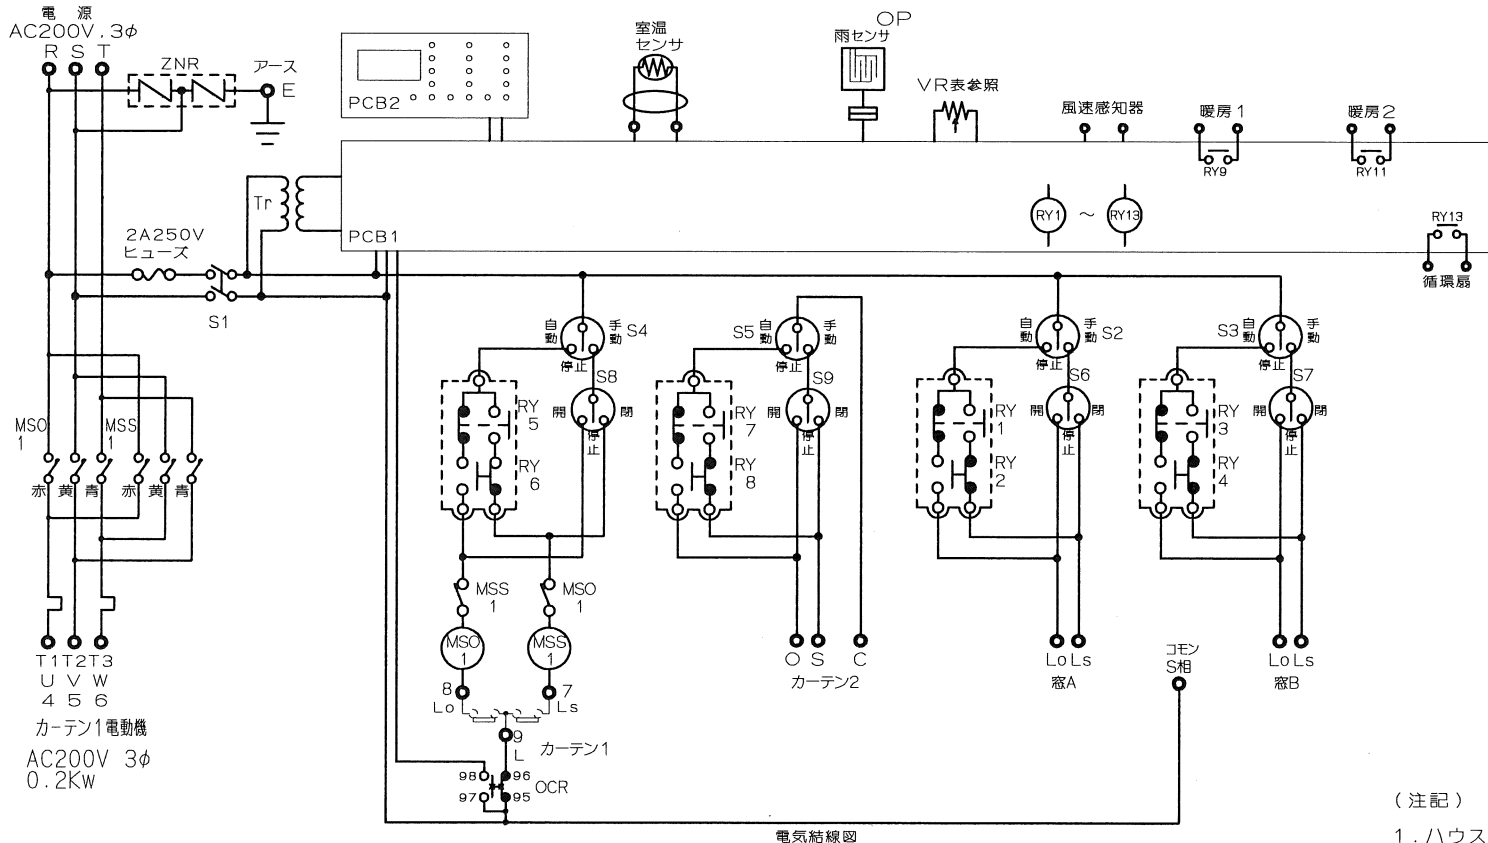 電 源
AC200V.3φ
R S T
ZNR
アース
E
PCB2
室温
センサ
OP
雨センサ
VR表参照
風速感知器
暖房1
RY9
暖房2
RY11
Tr
PCB1
RY1 ～ RY13
RY13
循環扇
2A250V
ヒューズ
S1
自動 手動 S4
停止
S8
開 閉
停止
RY
5
RY
6
S5 自動 手動
停止
S9
開 閉
停止
RY
7
RY
8
自動 手動 S2
停止
S6
開 閉
停止
RY
1
RY
2
S3 自動 手動
停止
S7
開 閉
停止
RY
3
RY
4
MSO
1
MSS
1
赤 黄 青 赤 黄 青
MSS
1
MSO
1
MSO
1
MSS
1
8
Lo
7
Ls
9
L
カーテン1
98 96
97 95
OCR
O S C
カーテン2
Lo Ls
窓A
コモン
S相
Lo Ls
窓B
T1 T2 T3
U V W
4 5 6
カーテン1電動機
AC200V 3φ
0.2KW
電気結線図
(注記)
1.ハウス